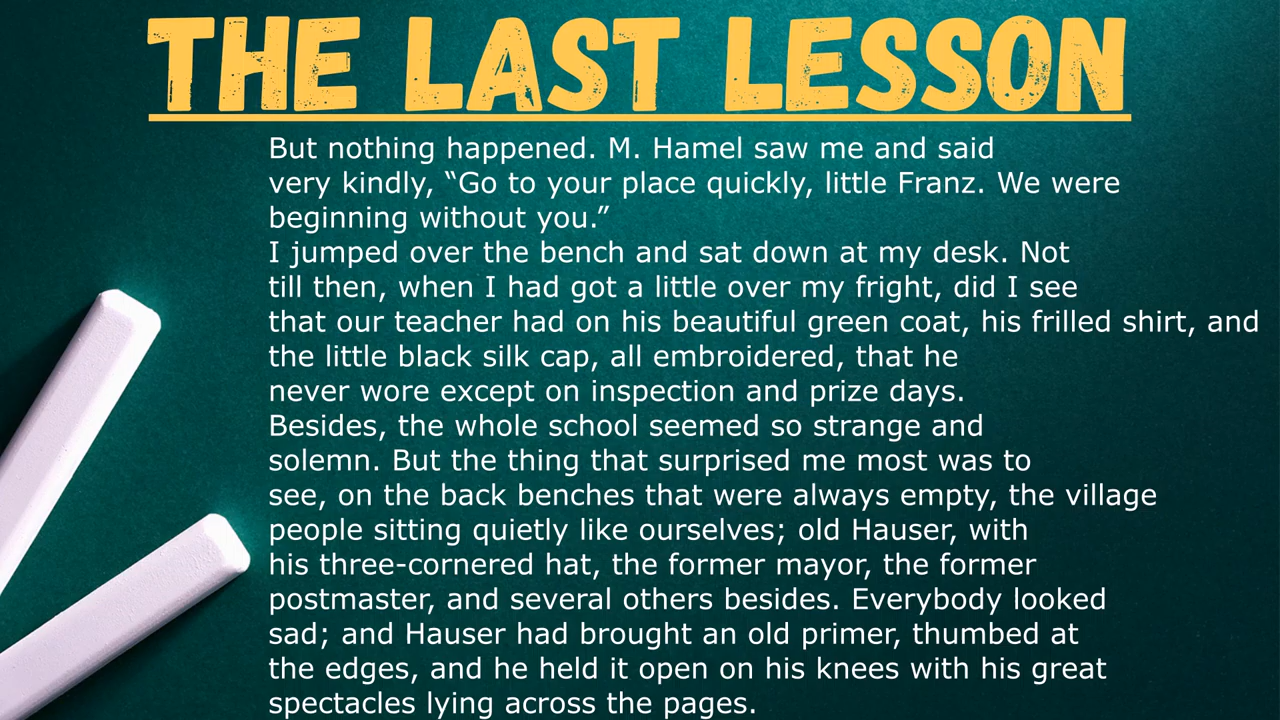 THE LAST LESSON
But nothing happened. M. Hamel saw me and said
very kindly, “Go to your place quickly, little Franz. We were
beginning without you.”
I jumped over the bench and sat down at my desk. Not
till then, when I had got a little over my fright, did I see
that our teacher had on his beautiful green coat, his frilled shirt, and
the little black silk cap, all embroidered, that he
never wore except on inspection and prize days.
Besides, the whole school seemed so strange and
solemn. But the thing that surprised me most was to
see, on the back benches that were always empty, the village
people sitting quietly like ourselves; old Hauser, with
his three-cornered hat, the former mayor, the former
postmaster, and several others besides. Everybody looked
sad; and Hauser had brought an old primer, thumbed at
the edges, and he held it open on his knees with his great
spectacles lying across the pages.